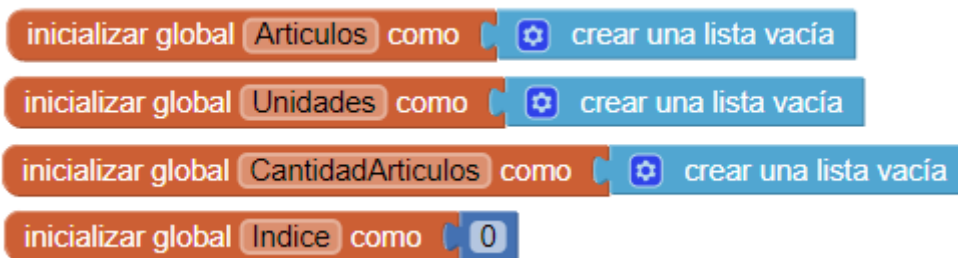 inicializar global Articulos como crear una lista vacía
inicializar global Unidades como crear una lista vacía
inicializar global CantidadArticulos como crear una lista vacía
inicializar global Indice como 0